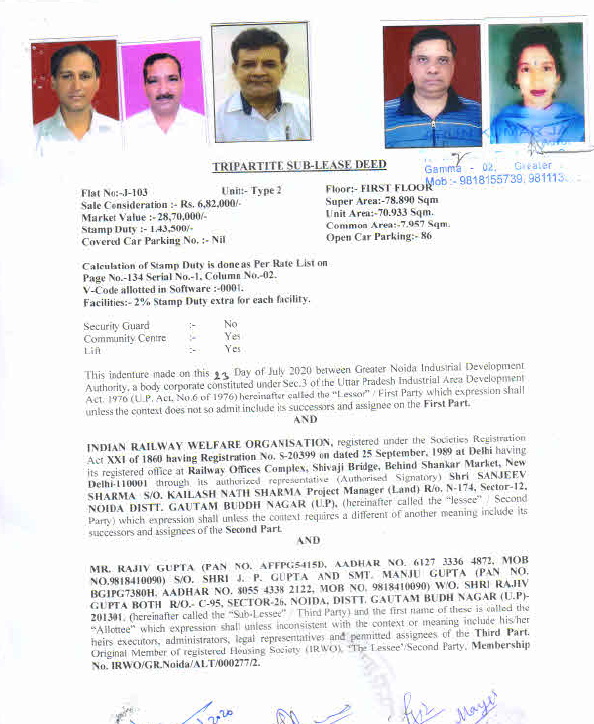 TRIPARTITE SUB-LEASE DEED
Gamma - 02, Greater
Mob:- 9818155739, 981113
Flat No:-J-103 Unit:- Type 2 Floor:- FIRST FLOOR
Sale Consideration :- Rs. 6,82,000/- Super Area:-78.890 Sqm
Market Value :- 28,70,000/- Unit Area:-70.933 Sqm.
Stamp Duty :- 1,43,500/- Common Area:-7.957 Sqm.
Covered Car Parking No. :- Nil Open Car Parking:- 86
Calculation of Stamp Duty is done as Per Rate List on
Page No.-134 Serial No.-1, Column No.-02.
V-Code allotted in Software :-0001.
Facilities:- 2% Stamp Duty extra for each facility.
Security Guard :- No
Community Centre :- Yes
Lift :- Yes
This indenture made on this 23 Day of July 2020 between Greater Noida Industrial Development
Authority, a body corporate constituted under Sec.3 of the Uttar Pradesh Industrial Area Development
Act, 1976 (U.P. Act, No.6 of 1976) hereinafter called the "Lessor" / First Party which expression shall
unless the context does not so admit include its successors and assignee on the First Part.
AND
INDIAN RAILWAY WELFARE ORGANISATION, registered under the Societies Registration
Act XXI of 1860 having Registration No. S-20399 on dated 25 September, 1989 at Delhi having
its registered office at Railway Offices Complex, Shivaji Bridge, Behind Shankar Market, New
Delhi-110001 through its authorized representative (Authorised Signatory) Shri SANJEEV
SHARMA S/O. KAILASH NATH SHARMA Project Manager (Land) R/o. N-174, Sector-12,
NOIDA DISTT. GAUTAM BUDDH NAGAR (U.P), (hereinafter called the "lessee" / Second
Party) which expression shall unless the context requires a different of another meaning include its
successors and assignees of the Second Part.
AND
MR. RAJIV GUPTA (PAN NO. AFFPG5415D, AADHAR NO. 6127 3336 4872, MOB
NO.9818410090) S/O. SHRI J. P. GUPTA AND SMT. MANJU GUPTA (PAN NO.
BGIPG7380H, AADHAR NO. 8055 4338 2122, MOB NO. 9818410090) W/O. SHRI RAJIV
GUPTA BOTH R/O.- C-95, SECTOR-26, NOIDA, DISTT. GAUTAM BUDH NAGAR (U.P)-
201301, (hereinafter called the "Sub-Lessee" / Third Party) and the first name of these is called the
"Allottee" which expression shall unless inconsistent with the context or meaning include his/her
heirs executors, administrators, legal representatives and permitted assignees of the Third Part.
Original Member of registered Housing Society (IRWO), 'The Lessee'/Second Party, Membership
No. IRWO/GR.Noida/ALT/000277/2.
2020